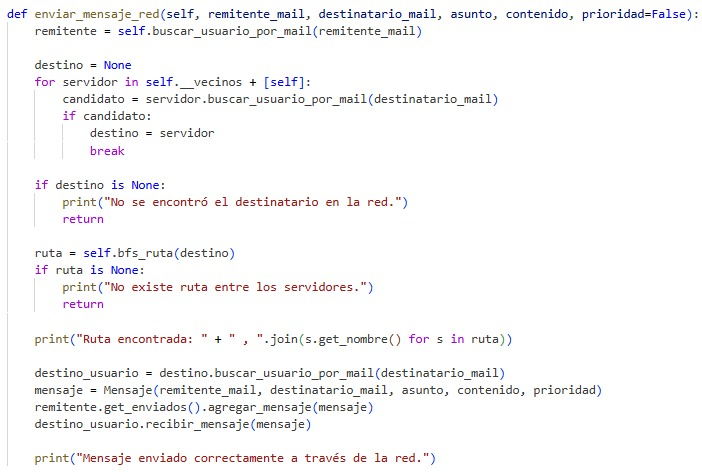 def enviar_mensaje_red(self, remitente_mail, destinatario_mail, asunto, contenido, prioridad=False):
    remitente = self.buscar_usuario_por_mail(remitente_mail)

    destino = None
    for servidor in self.__vecinos + [self]:
        candidato = servidor.buscar_usuario_por_mail(destinatario_mail)
        if candidato:
            destino = servidor
            break

    if destino is None:
        print("No se encontró el destinatario en la red.")
        return

    ruta = self.bfs_ruta(destino)
    if ruta is None:
        print("No existe ruta entre los servidores.")
        return

    print("Ruta encontrada: " + " , ".join(s.get_nombre() for s in ruta))

    destino_usuario = destino.buscar_usuario_por_mail(destinatario_mail)
    mensaje = Mensaje(remitente_mail, destinatario_mail, asunto, contenido, prioridad)
    remitente.get_enviados().agregar_mensaje(mensaje)
    destino_usuario.recibir_mensaje(mensaje)

    print("Mensaje enviado correctamente a través de la red.")